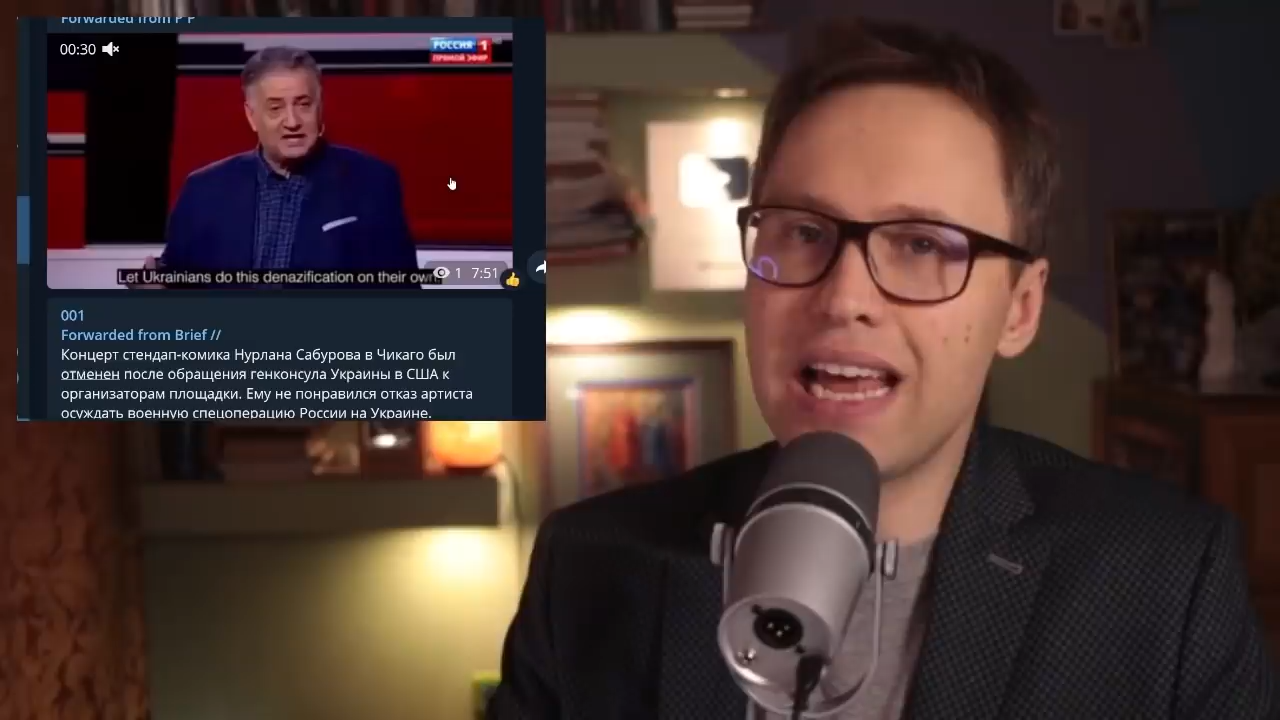 Forwarded from P P
00:30
РОССИЯ 1
ПРЯМОЙ ЭФИР
Let Ukrainians do this denazification on their own.
1 7:51
001
Forwarded from Brief //
Концерт стендап-комика Нурлана Сабурова в Чикаго был
отменен после обращения генконсула Украины в США к
организаторам площадки. Ему не понравился отказ артиста
осуждать военную спецоперацию России на Украине.